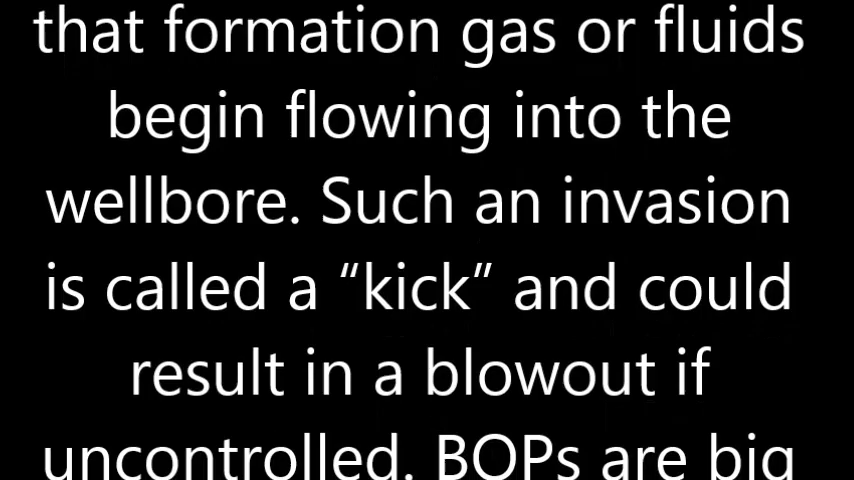 that formation gas or fluids
begin flowing into the
wellbore. Such an invasion
is called a “kick” and could
result in a blowout if
uncontrolled. BOPs are big